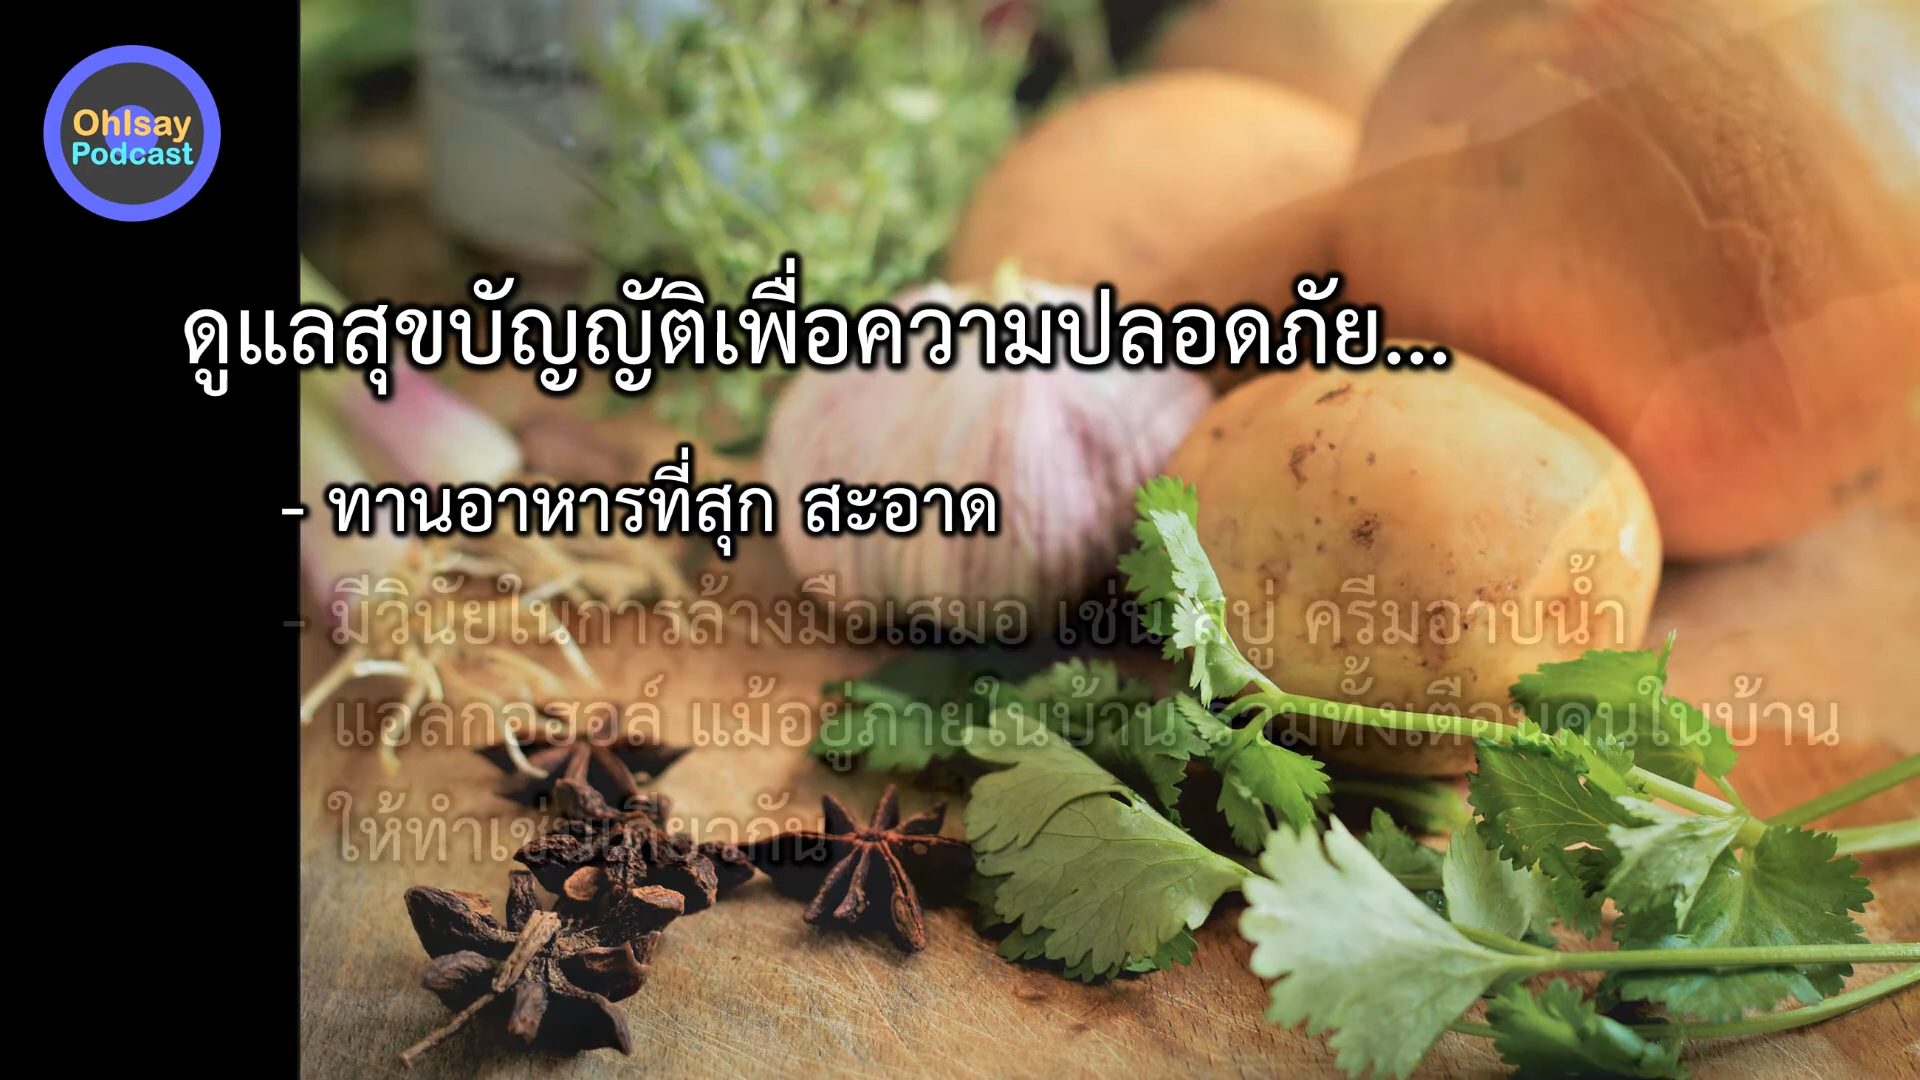 Ohlsay
Podcast
ดูแลสุขบัญญัติเพื่อความปลอดภัย...
- ทานอาหารที่สุก สะอาด
- มีวินัยในการล้างมือเสมอ เช่น สบู่ ครีมอาบน้ำ
แอลกอฮอล์ แม้อยู่ภายในบ้าน รวมทั้งเตือนคนในบ้าน
ให้ทำเช่นเดียวกัน